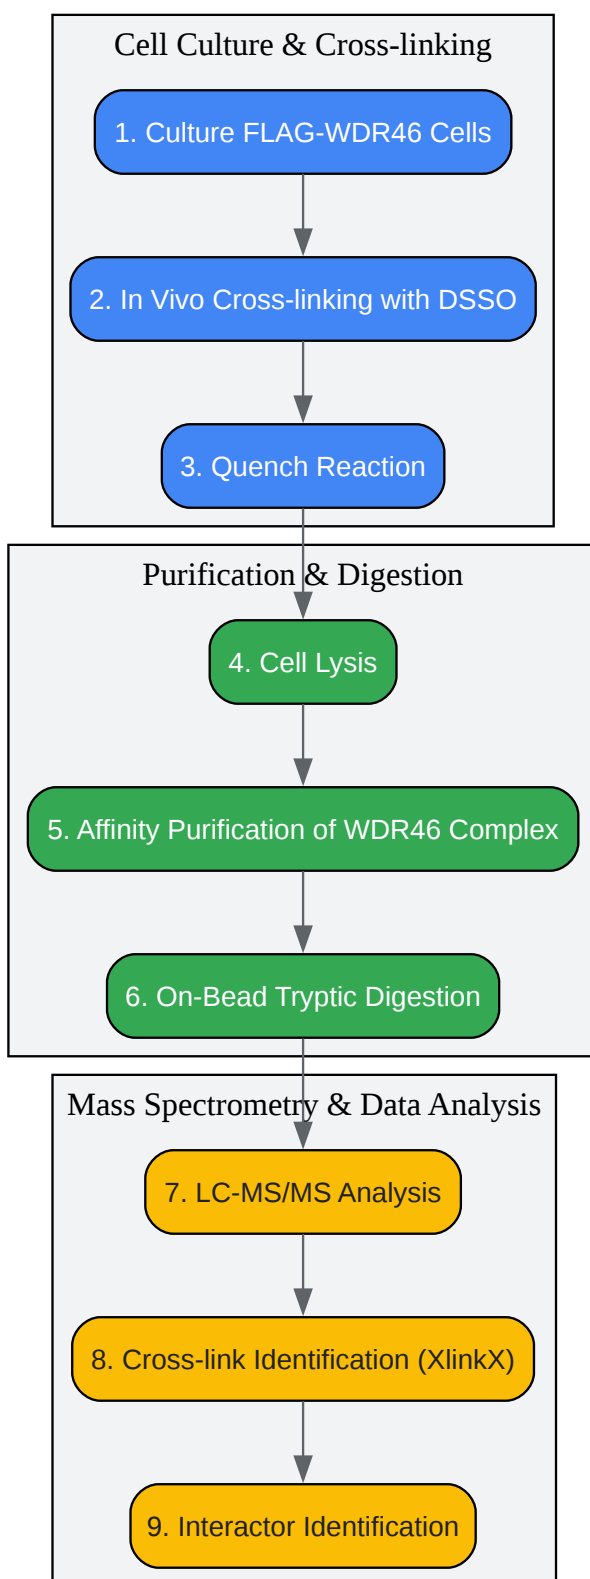 Cell Culture & Cross-linking
1. Culture FLAG-WDR46 Cells
2. In Vivo Cross-linking with DSSO
3. Quench Reaction
Purification & Digestion
4. Cell Lysis
5. Affinity Purification of WDR46 Complex
6. On-Bead Tryptic Digestion
Mass Spectrometry & Data Analysis
7. LC-MS/MS Analysis
8. Cross-link Identification (XlinkX)
9. Interactor Identification